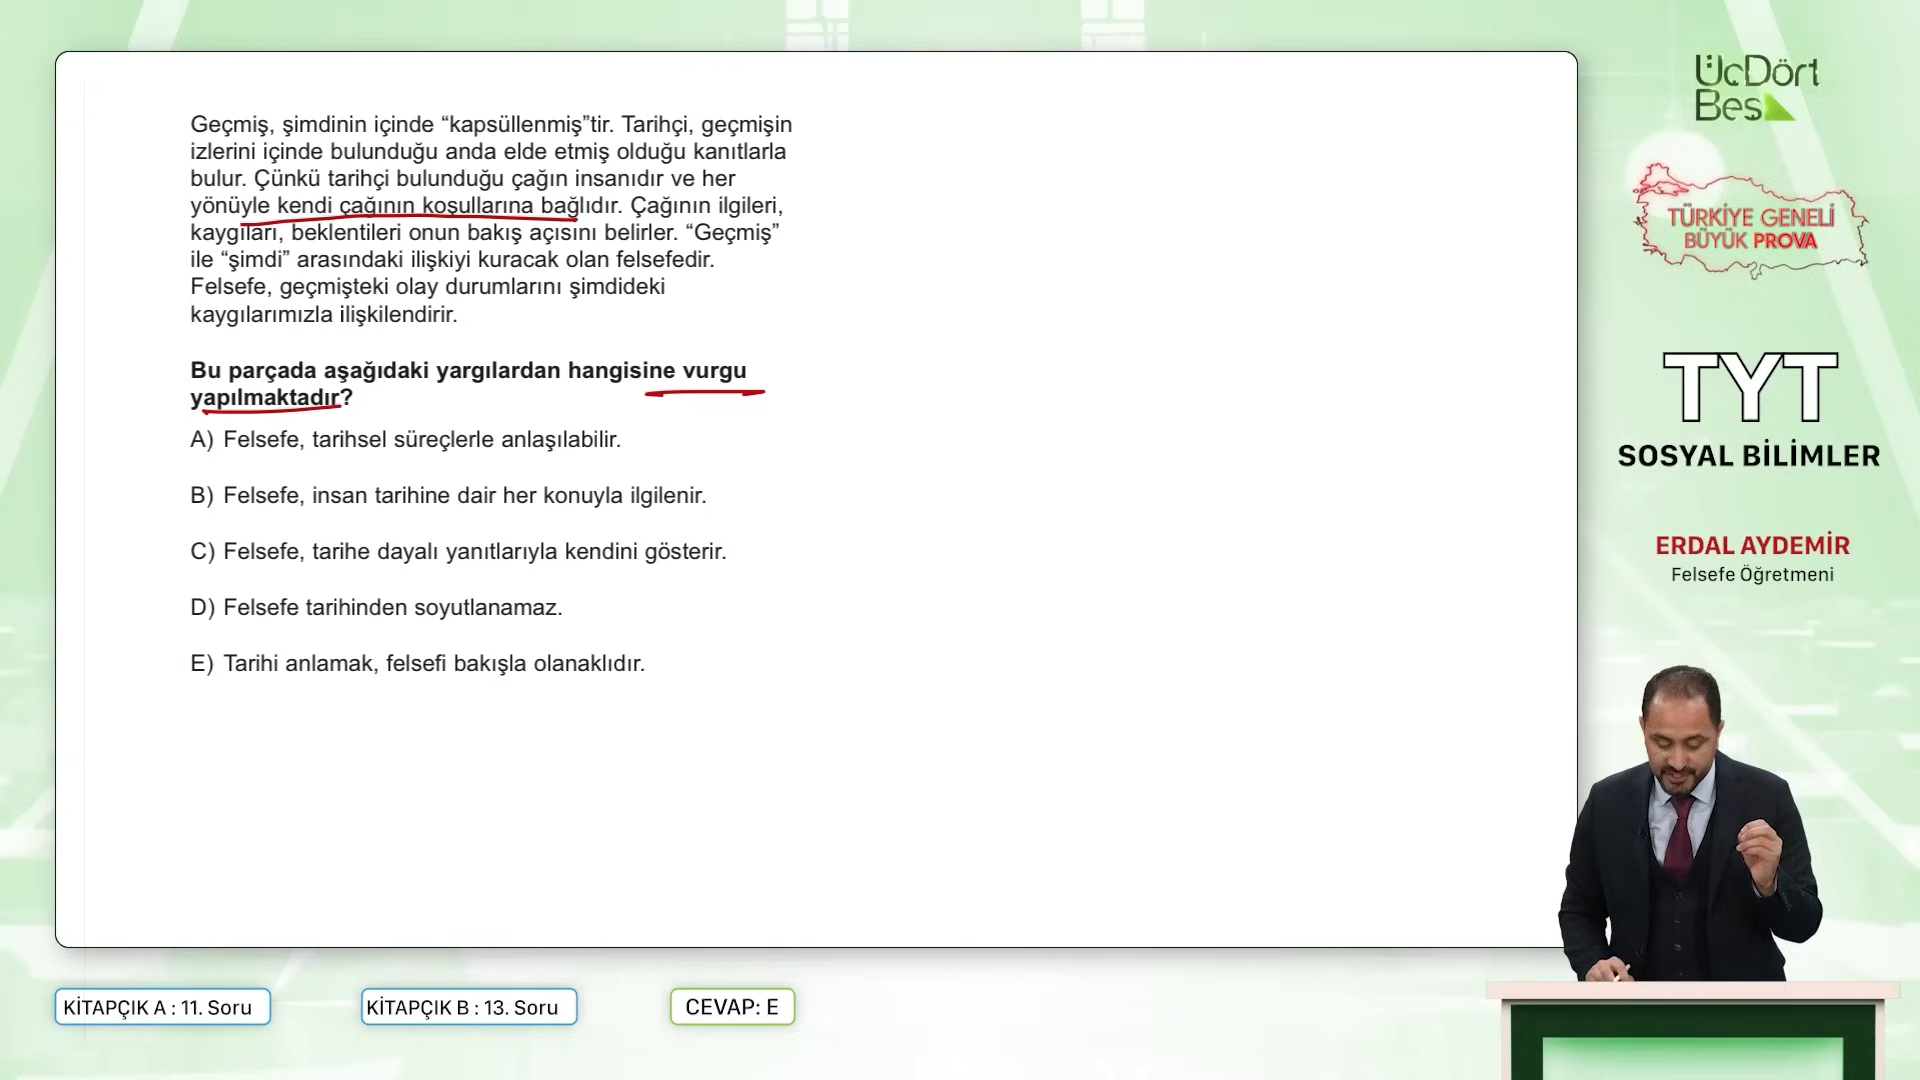 Geçmiş, şimdinin içinde “kapsüllenmiş”tir. Tarihçi, geçmişin
izlerini içinde bulunduğu anda elde etmiş olduğu kanıtlarla
bulur. Çünkü tarihçi bulunduğu çağın insanıdır ve her
yönüyle kendi çağının koşullarına bağlıdır. Çağının ilgileri,
kaygıları, beklentileri onun bakış açısını belirler. “Geçmiş”
ile “şimdi” arasındaki ilişkiyi kuracak olan felsefedir.
Felsefe, geçmişteki olay durumlarını şimdideki
kaygılarımızla ilişkilendirir.
Bu parçada aşağıdaki yargılardan hangisine vurgu
yapılmaktadır?
A) Felsefe, tarihsel süreçlerle anlaşılabilir.
B) Felsefe, insan tarihine dair her konuyla ilgilenir.
C) Felsefe, tarihe dayalı yanıtlarıyla kendini gösterir.
D) Felsefe tarihinden soyutlanamaz.
E) Tarihi anlamak, felsefi bakışla olanaklıdır.
KİTAPÇIK A : 11. Soru
KİTAPÇIK B : 13. Soru
CEVAP: E
ÜçDört
Beş
TÜRKİYE GENELİ
BÜYÜK PROVA
TYT
SOSYAL BİLİMLER
ERDAL AYDEMİR
Felsefe Öğretmeni